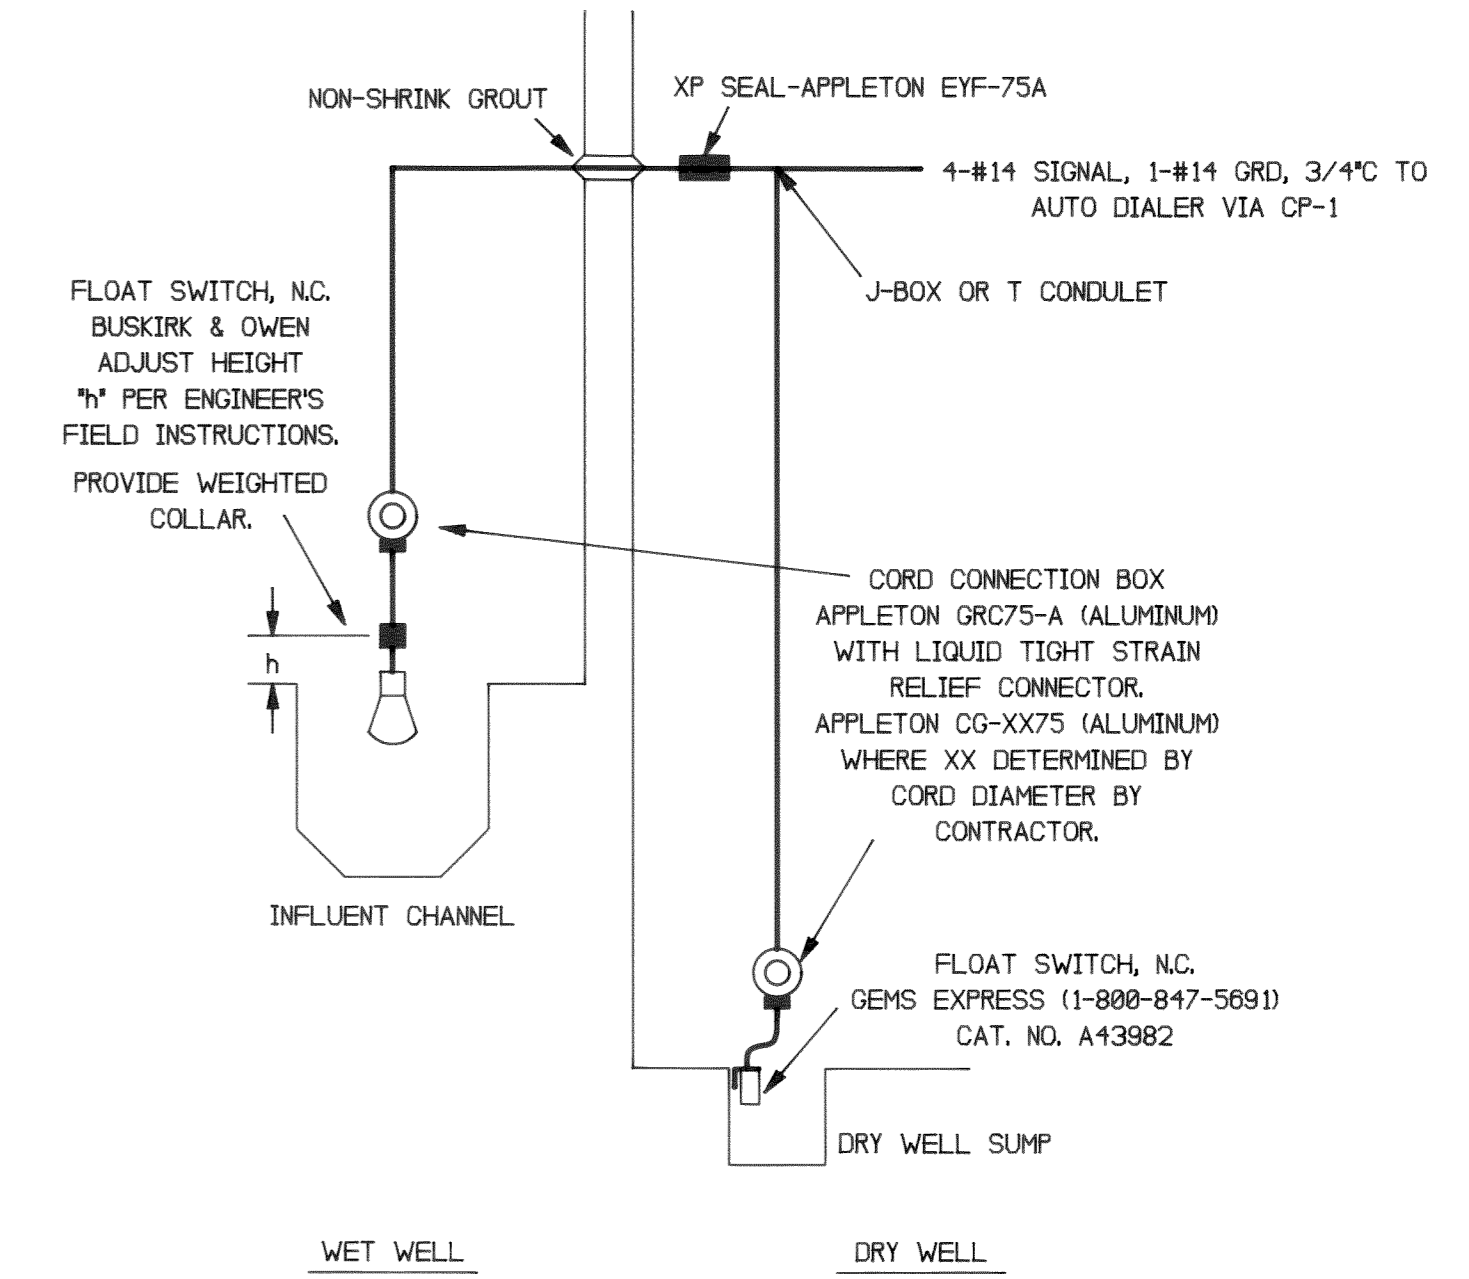 NON-SHRINK GROUT
XP SEAL-APPLETON EYF-75A
4-#14 SIGNAL, 1-#14 GRD, 3/4"C TO
AUTO DIALER VIA CP-1
J-BOX OR T CONDULET
FLOAT SWITCH, N.C.
BUSKIRK & OWEN
ADJUST HEIGHT
"h" PER ENGINEER'S
FIELD INSTRUCTIONS.
PROVIDE WEIGHTED
COLLAR.
h
CORD CONNECTION BOX
APPLETON GRC75-A (ALUMINUM)
WITH LIQUID TIGHT STRAIN
RELIEF CONNECTOR.
APPLETON CG-XX75 (ALUMINUM)
WHERE XX DETERMINED BY
CORD DIAMETER BY
CONTRACTOR.
INFLUENT CHANNEL
FLOAT SWITCH, N.C.
GEMS EXPRESS (1-800-847-5691)
CAT. NO. A43982
DRY WELL SUMP
WET WELL
DRY WELL